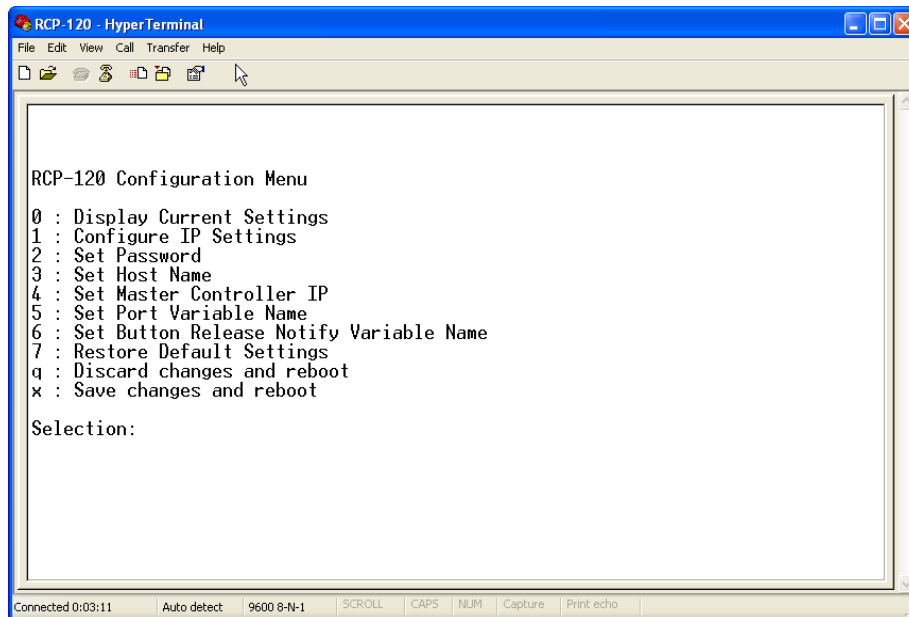 RCP-120 - HyperTerminal
File Edit View Call Transfer Help
RCP-120 Configuration Menu
0 : Display Current Settings
1 : Configure IP Settings
2 : Set Password
3 : Set Host Name
4 : Set Master Controller IP
5 : Set Port Variable Name
6 : Set Button Release Notify Variable Name
7 : Restore Default Settings
q : Discard changes and reboot
x : Save changes and reboot
Selection:
Connected 0:03:11 Auto detect 9600 8-N-1 SCROLL CAPS NUM Capture Print echo